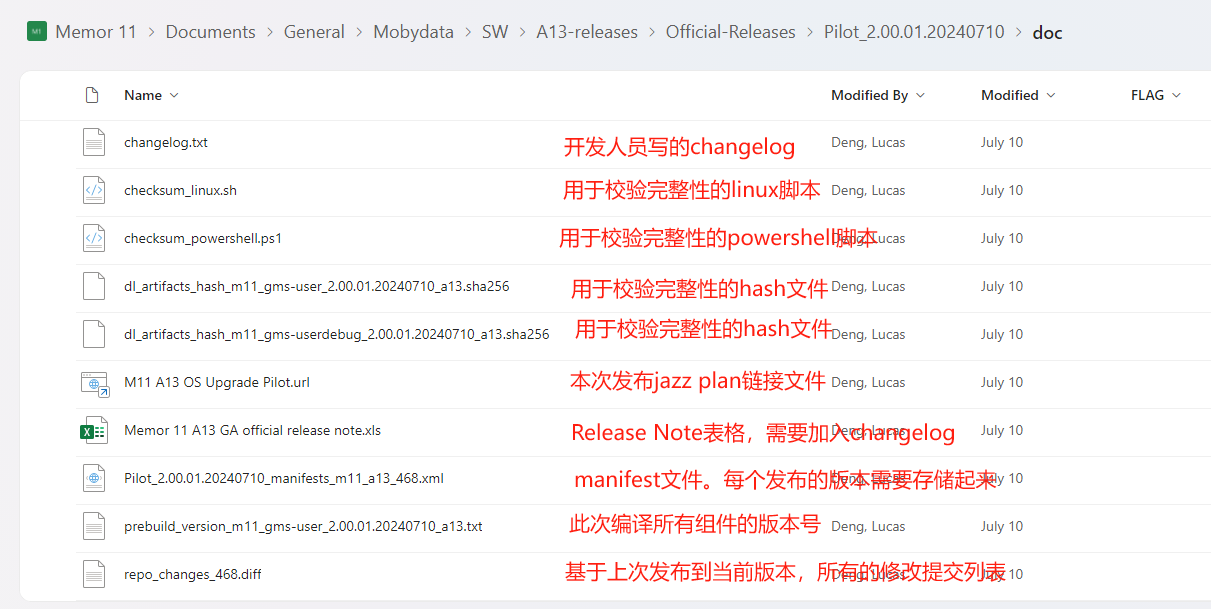 M1 Memor 11 > Documents > General > Mobydata > SW > A13-releases > Official-Releases > Pilot_2.00.01.20240710 > doc
Name Modified By Modified FLAG
changelog.txt 开发人员写的changelog Deng, Lucas July 10
checksum_linux.sh 用于校验完整性的linux脚本 Deng, Lucas July 10
checksum_powershell.ps1 用于校验完整性的powershell脚本 Deng, Lucas July 10
dl_artifacts_hash_m11_gms-user_2.00.01.20240710_a13.sha256 用于校验完整性的hash文件 Deng, Lucas July 10
dl_artifacts_hash_m11_gms-userdebug_2.00.01.20240710_a13.sha256 用于校验完整性的hash文件 Deng, Lucas July 10
M11 A13 OS Upgrade Pilot.url 本次发布jazz plan链接文件 Deng, Lucas July 10
Memor 11 A13 GA official release note.xls Release Note表格，需要加入changelog Deng, Lucas July 10
Pilot_2.00.01.20240710_manifests_m11_a13_468.xml manifest文件。每个发布的版本需要存储起来 Deng, Lucas July 10
prebuild_version_m11_gms-user_2.00.01.20240710_a13.txt 此次编译所有组件的版本号 Deng, Lucas July 10
repo_changes_468.diff 基于上次发布到当前版本，所有的修改提交列表 Deng, Lucas July 10